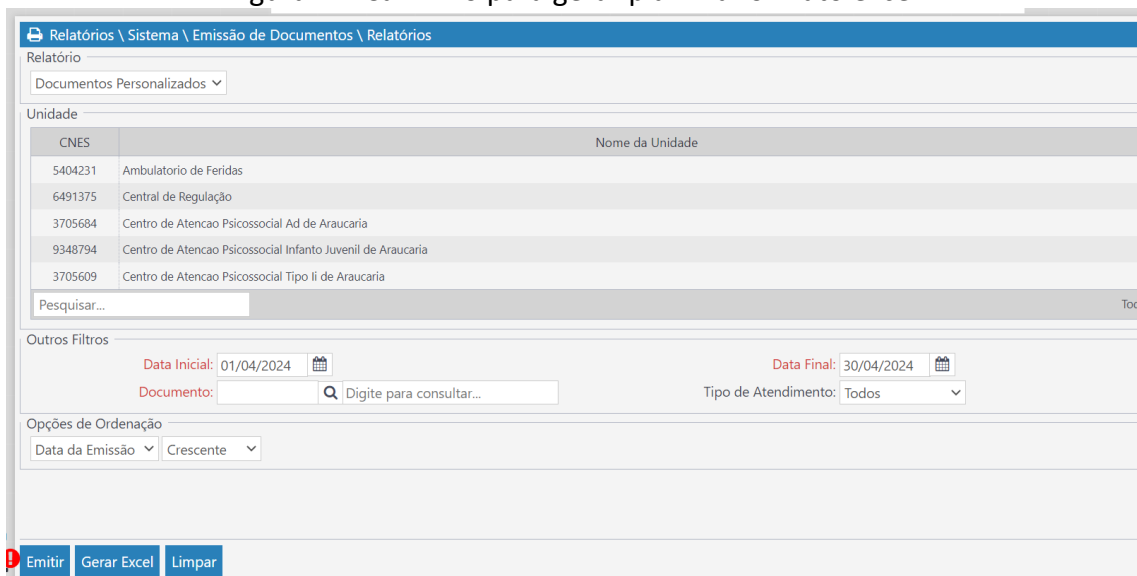 Relatórios \ Sistema \ Emissão de Documentos \ Relatórios
Relatório
Documentos Personalizados
Unidade
CNES Nome da Unidade
5404231 Ambulatorio de Feridas
6491375 Central de Regulação
3705684 Centro de Atencao Psicossocial Ad de Araucaria
9348794 Centro de Atencao Psicossocial Infanto Juvenil de Araucaria
3705609 Centro de Atencao Psicossocial Tipo Ii de Araucaria
Pesquisar...
Outros Filtros
Data Inicial: 01/04/2024 Data Final: 30/04/2024
Documento: Digite para consultar... Tipo de Atendimento: Todos
Opções de Ordenação
Data da Emissão Crescente
Emitir Gerar Excel Limpar